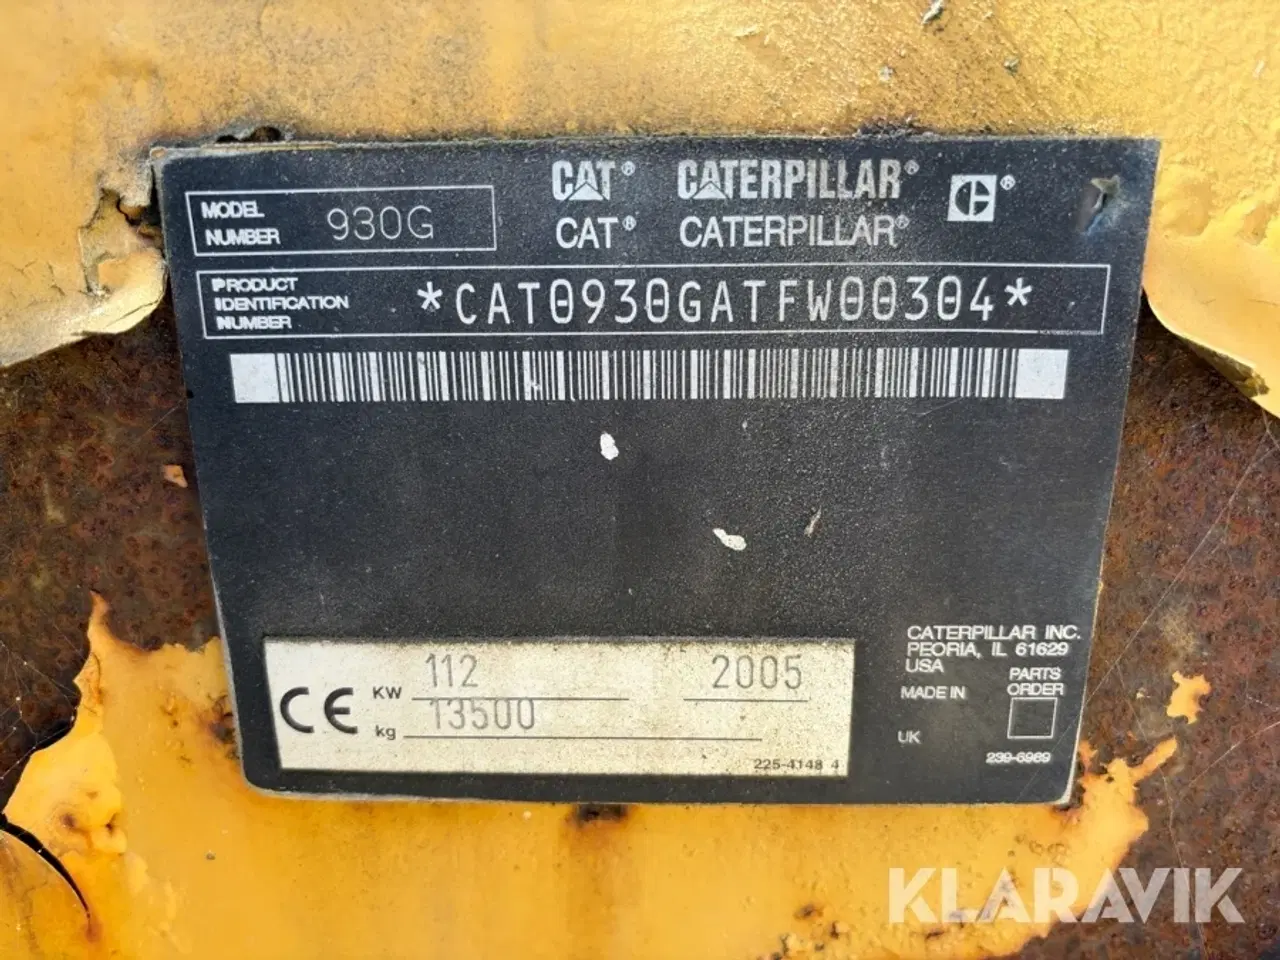 CAT® CATERPILLAR®
CAT® CATERPILLAR® ®
MODEL
NUMBER 930G
PRODUCT
IDENTIFICATION
NUMBER
*CAT0930GATFW00304*
CATERPILLAR INC.
PEORIA, IL 61629
USA
MADE IN
UK
PARTS
ORDER
239-6969
CE
KW 112 2005
kg 13500
225-4148 4
KLARAVIK